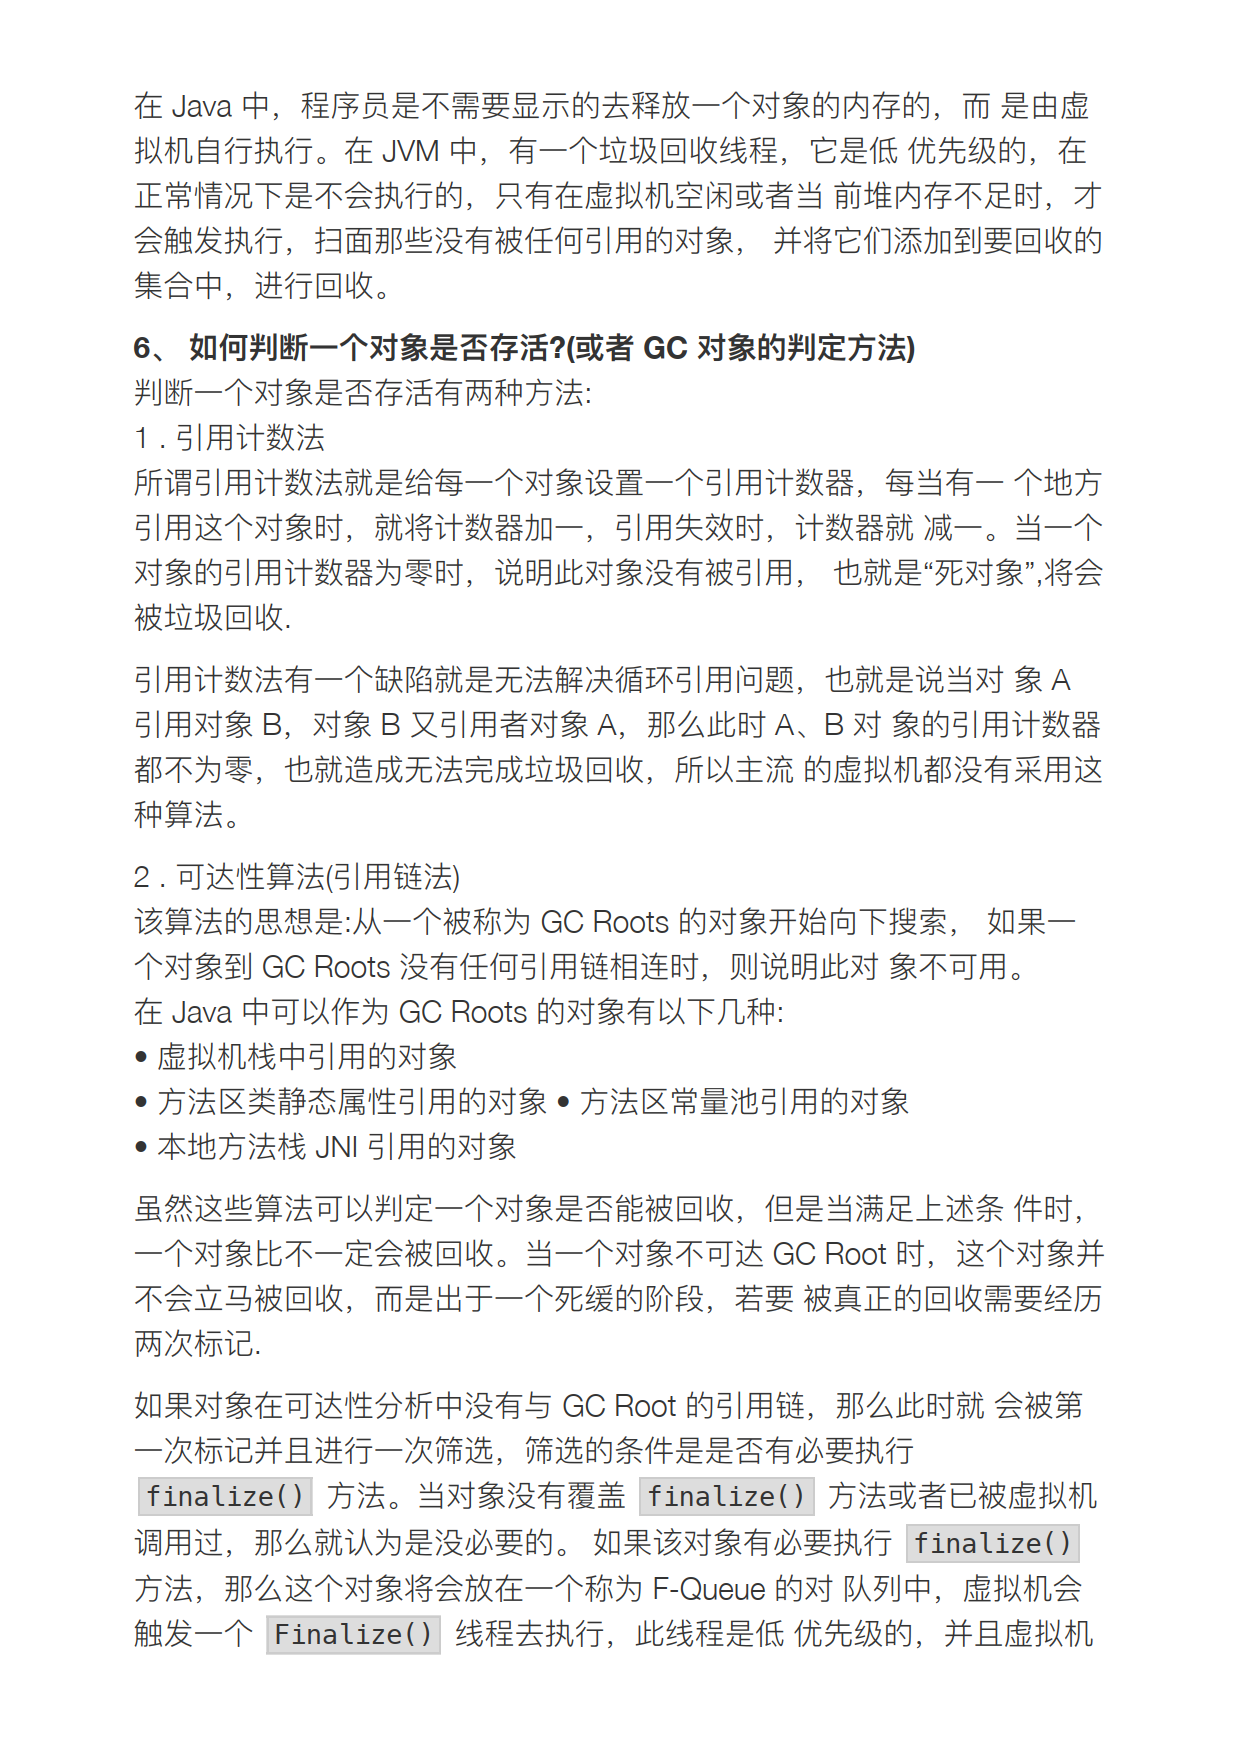 在 Java 中，程序员是不需要显示的去释放一个对象的内存的，而 是由虚
拟机自行执行。在 JVM 中，有一个垃圾回收线程，它是低 优先级的，在
正常情况下是不会执行的，只有在虚拟机空闲或者当 前堆内存不足时，才
会触发执行，扫面那些没有被任何引用的对象， 并将它们添加到要回收的
集合中，进行回收。
6、 如何判断一个对象是否存活?(或者 GC 对象的判定方法)
判断一个对象是否存活有两种方法:
1 . 引用计数法
所谓引用计数法就是给每一个对象设置一个引用计数器，每当有一 个地方
引用这个对象时，就将计数器加一，引用失效时，计数器就 减一。当一个
对象的引用计数器为零时，说明此对象没有被引用， 也就是“死对象”,将会
被垃圾回收.
引用计数法有一个缺陷就是无法解决循环引用问题，也就是说当对 象 A
引用对象 B，对象 B 又引用者对象 A，那么此时 A、B 对 象的引用计数器
都不为零，也就造成无法完成垃圾回收，所以主流 的虚拟机都没有采用这
种算法。
2 . 可达性算法(引用链法)
该算法的思想是:从一个被称为 GC Roots 的对象开始向下搜索， 如果一
个对象到 GC Roots 没有任何引用链相连时，则说明此对 象不可用。
在 Java 中可以作为 GC Roots 的对象有以下几种:
• 虚拟机栈中引用的对象
• 方法区类静态属性引用的对象 • 方法区常量池引用的对象
• 本地方法栈 JNI 引用的对象
虽然这些算法可以判定一个对象是否能被回收，但是当满足上述条 件时，
一个对象比不一定会被回收。当一个对象不可达 GC Root 时，这个对象并
不会立马被回收，而是出于一个死缓的阶段，若要 被真正的回收需要经历
两次标记.
如果对象在可达性分析中没有与 GC Root 的引用链，那么此时就 会被第
一次标记并且进行一次筛选，筛选的条件是是否有必要执行
finalize() 方法。当对象没有覆盖 finalize() 方法或者已被虚拟机
调用过，那么就认为是没必要的。 如果该对象有必要执行 finalize()
方法，那么这个对象将会放在一个称为 F-Queue 的对 队列中，虚拟机会
触发一个 Finalize() 线程去执行，此线程是低 优先级的，并且虚拟机